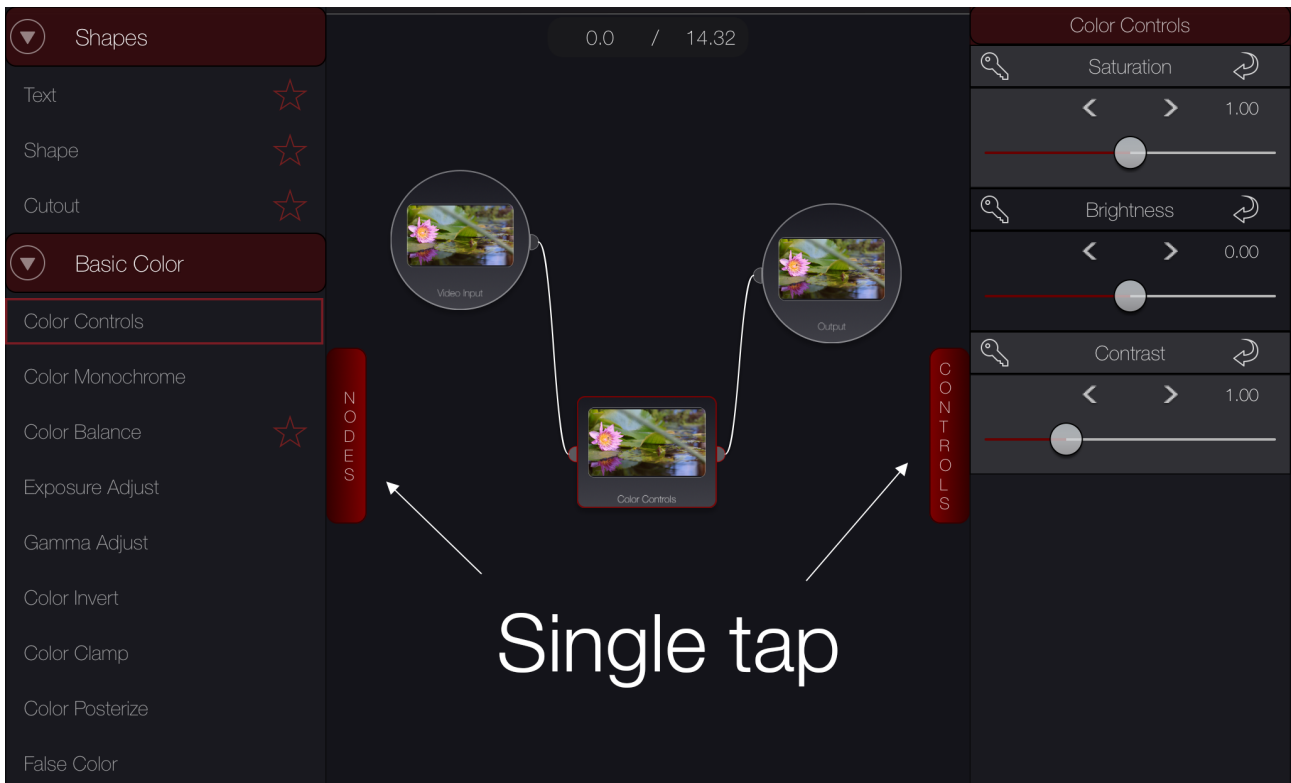 Shapes
Text
Shape
Cutout
Basic Color
Color Controls
Color Monochrome
Color Balance
Exposure Adjust
Gamma Adjust
Color Invert
Color Clamp
Color Posterize
False Color
NODES
0.0 / 14.32
Video Input
Output
Color Controls
Single tap
CONTROLS
Color Controls
Saturation
1.00
Brightness
0.00
Contrast
1.00